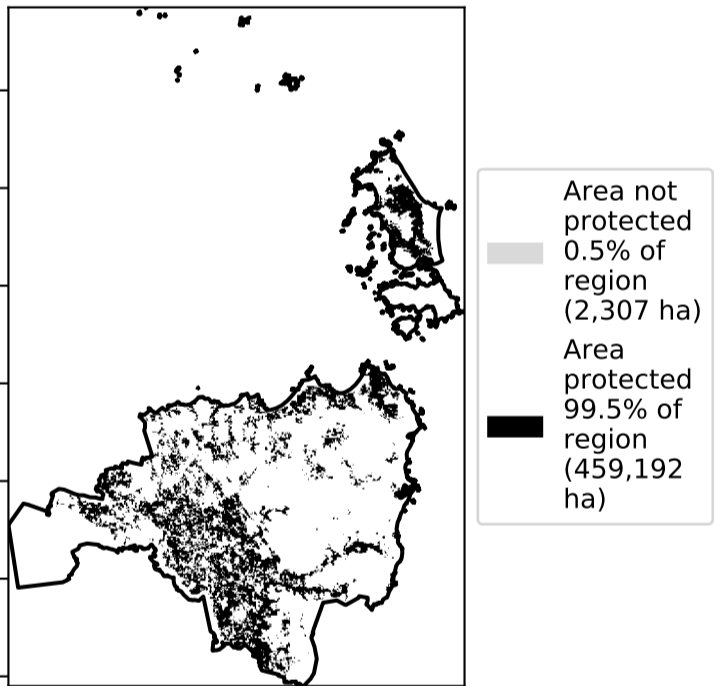 Area not
protected
0.5% of
region
(2,307 ha)
Area
protected
99.5% of
region
(459,192
ha)